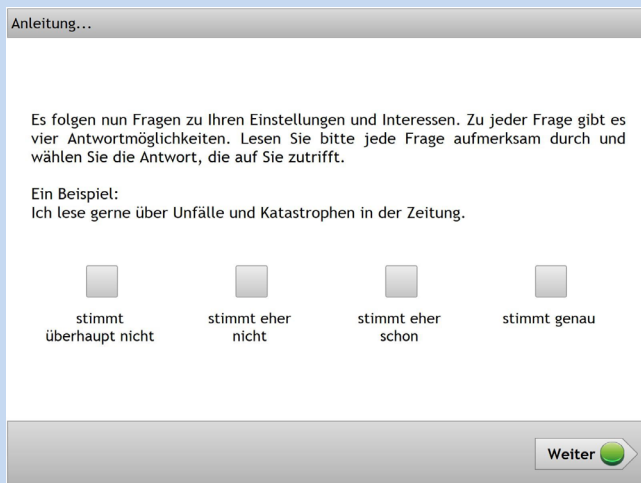 Anleitung...
Es folgen nun Fragen zu Ihren Einstellungen und Interessen. Zu jeder Frage gibt es
vier Antwortmöglichkeiten. Lesen Sie bitte jede Frage aufmerksam durch und
wählen Sie die Antwort, die auf Sie zutrifft.
Ein Beispiel:
Ich lese gerne über Unfälle und Katastrophen in der Zeitung.
stimmt
überhaupt nicht
stimmt eher
nicht
stimmt eher
schon
stimmt genau
Weiter